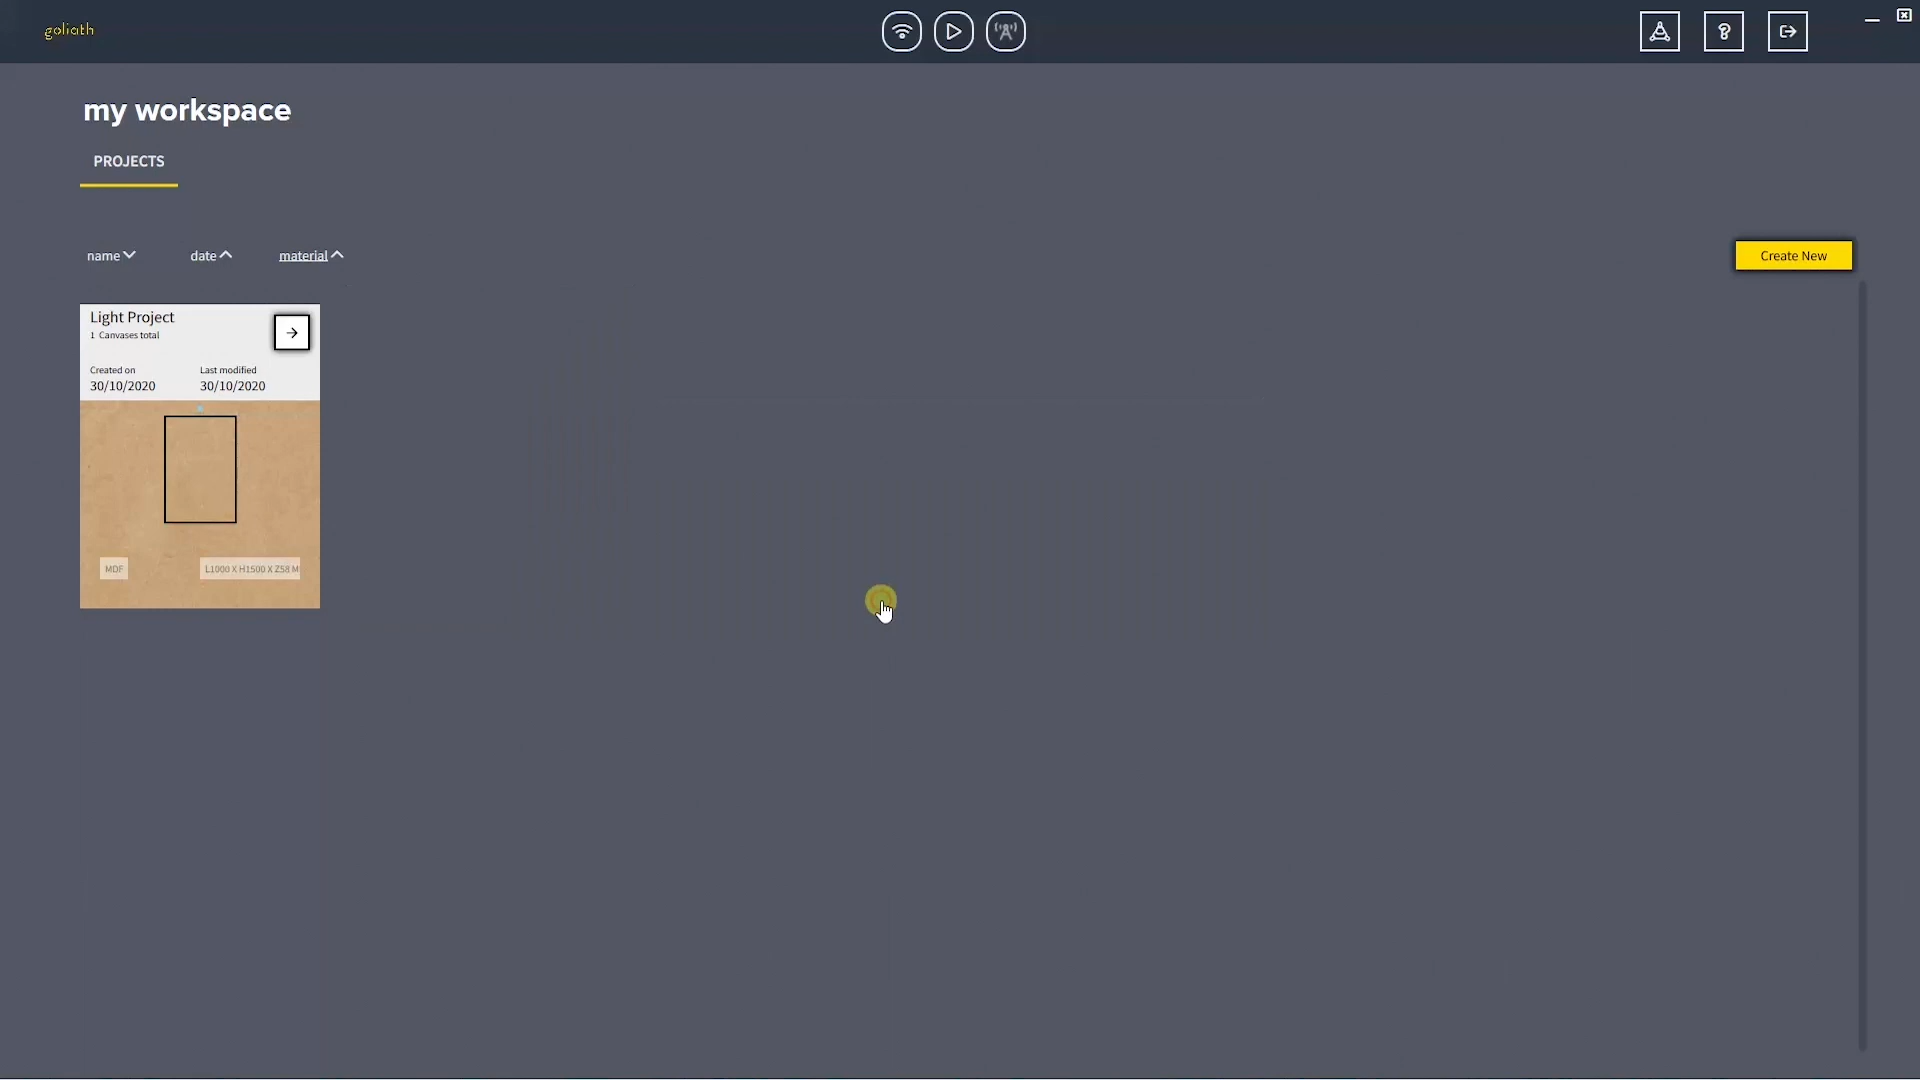 goliath
my workspace
PROJECTS
name date material
Create New
Light Project
1 Canvases total
Created on Last modified
30/10/2020 30/10/2020
MDF L1000 X H1500 X Z58 M